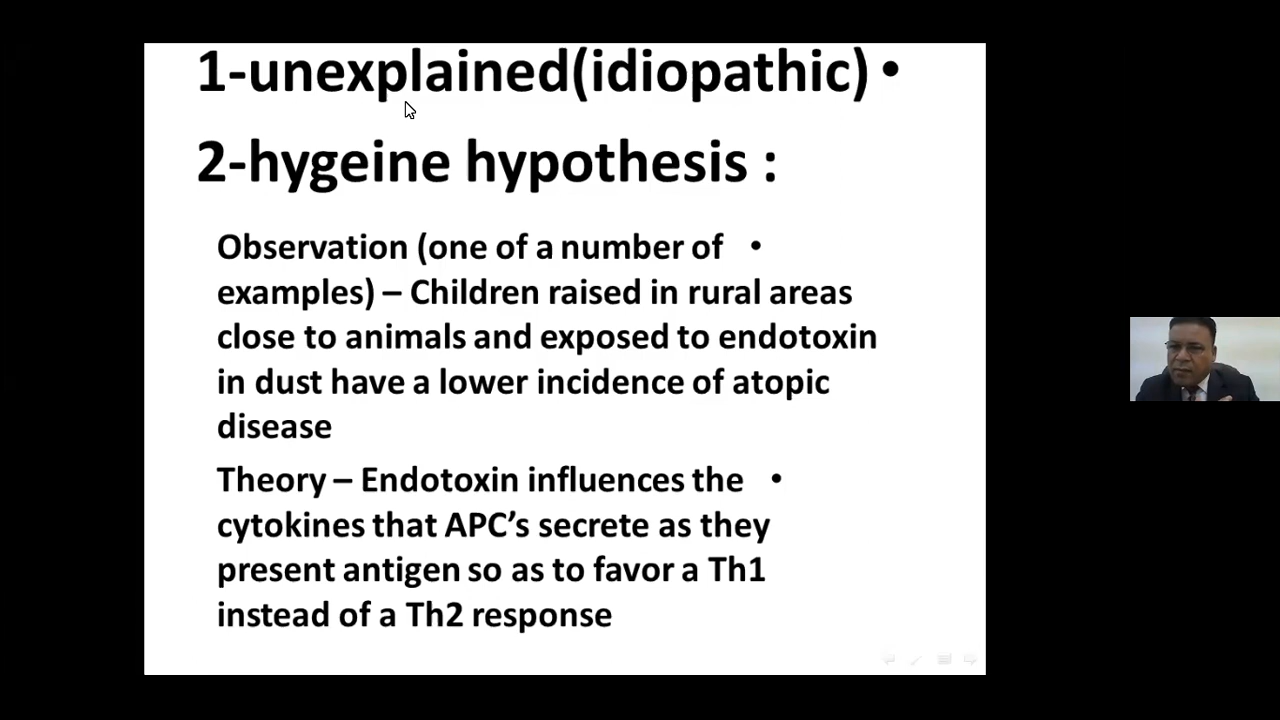 1-unexplained(idiopathic) •
2-hygeine hypothesis :
Observation (one of a number of •
examples) – Children raised in rural areas
close to animals and exposed to endotoxin
in dust have a lower incidence of atopic
disease
Theory – Endotoxin influences the •
cytokines that APC’s secrete as they
present antigen so as to favor a Th1
instead of a Th2 response